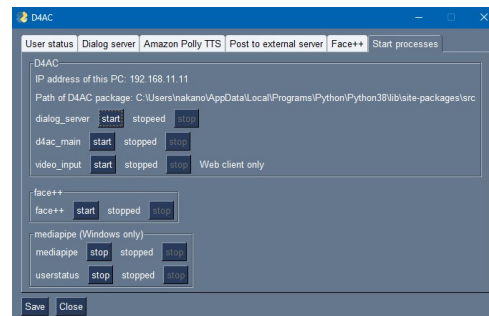 D4AC
User status Dialog server Amazon Polly TTS Post to external server Face++ Start processes
D4AC
IP address of this PC: 192.168.11.11
Path of D4AC package: C:\Users\nakano\AppData\Local\Programs\Python\Python38\lib\site-packages\src
dialog_server start stopeed stop
d4ac_main start stopped stop
video_input start stopped stop Web client only
face++
face++ start stopped stop
mediapipe (Windows only)
mediapipe stop stopped stop
userstatus stop stopped stop
Save Close